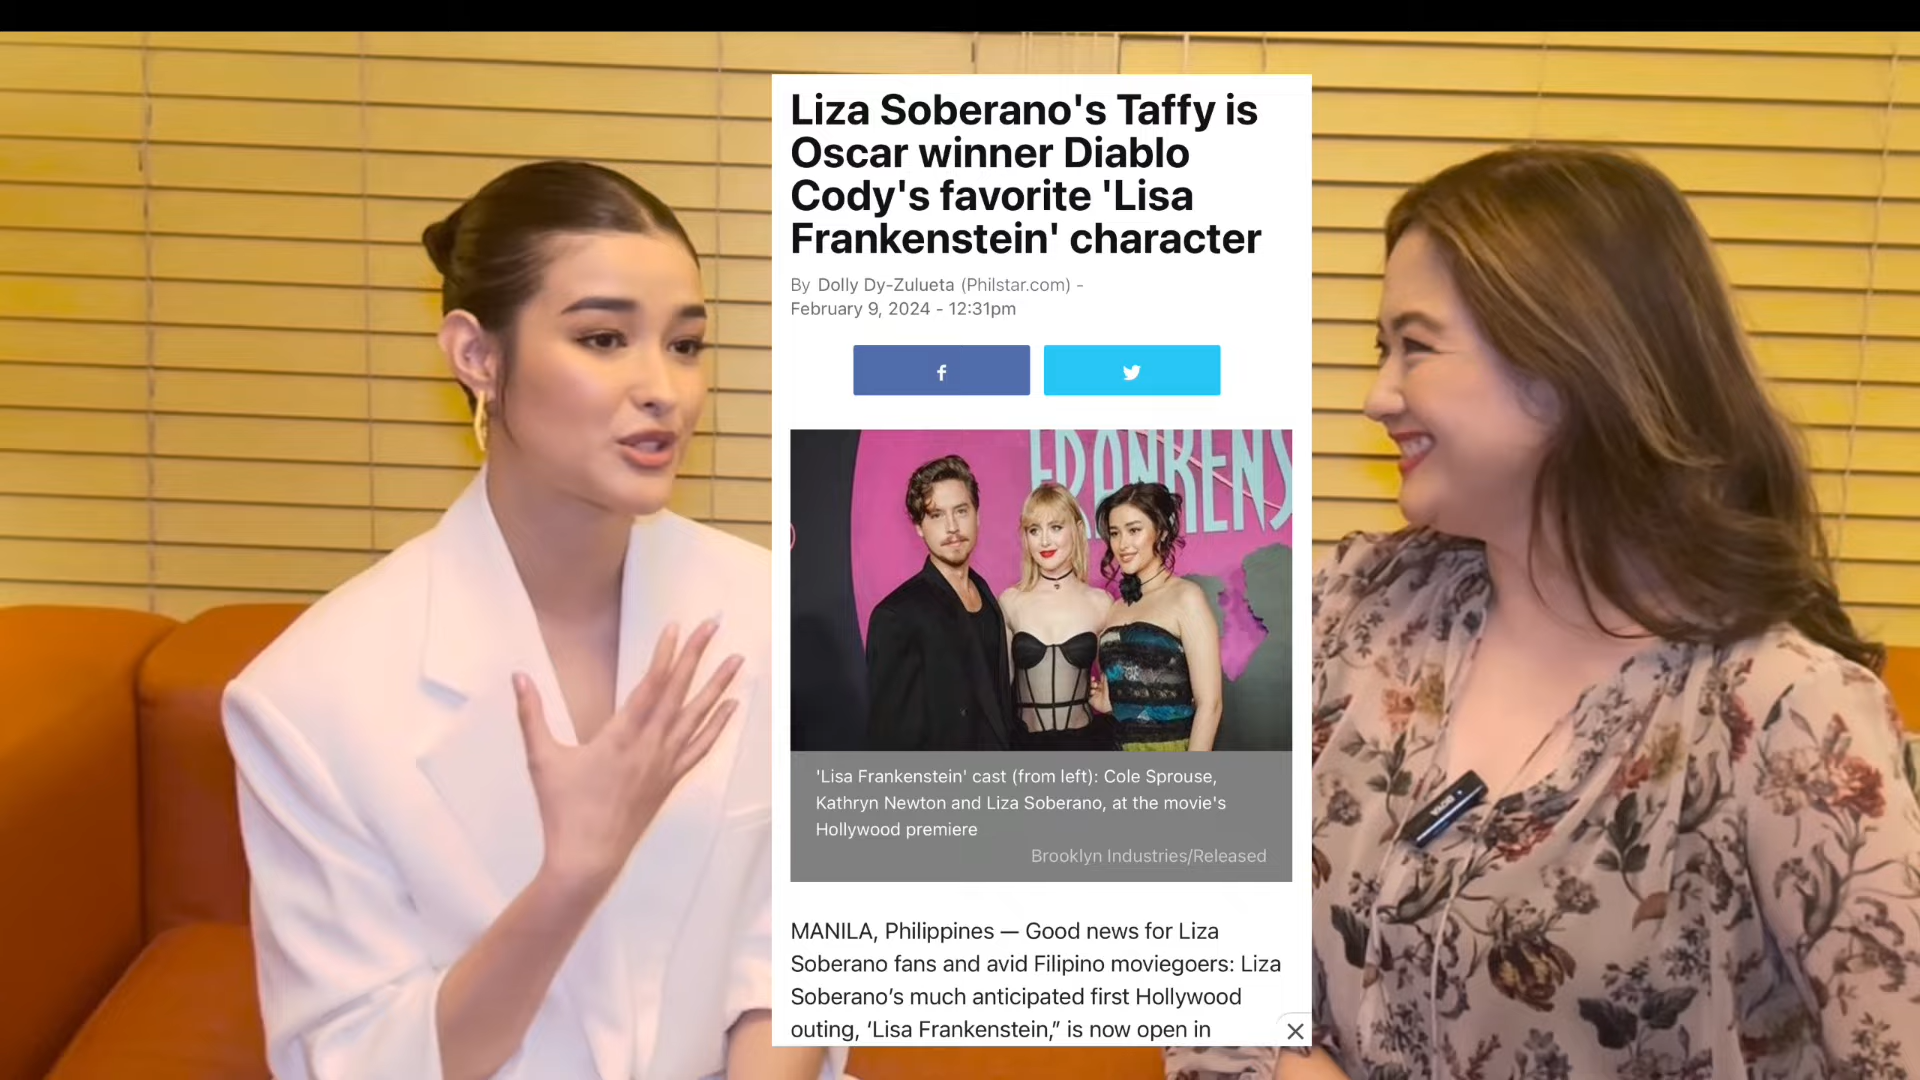 Liza Soberano's Taffy is
Oscar winner Diablo
Cody's favorite 'Lisa
Frankenstein' character
By Dolly Dy-Zulueta (Philstar.com) -
February 9, 2024 - 12:31pm
f
FRANKENS
'Lisa Frankenstein' cast (from left): Cole Sprouse,
Kathryn Newton and Liza Soberano, at the movie's
Hollywood premiere
Brooklyn Industries/Released
MANILA, Philippines — Good news for Liza
Soberano fans and avid Filipino moviegoers: Liza
Soberano’s much anticipated first Hollywood
outing, ‘Lisa Frankenstein,” is now open in